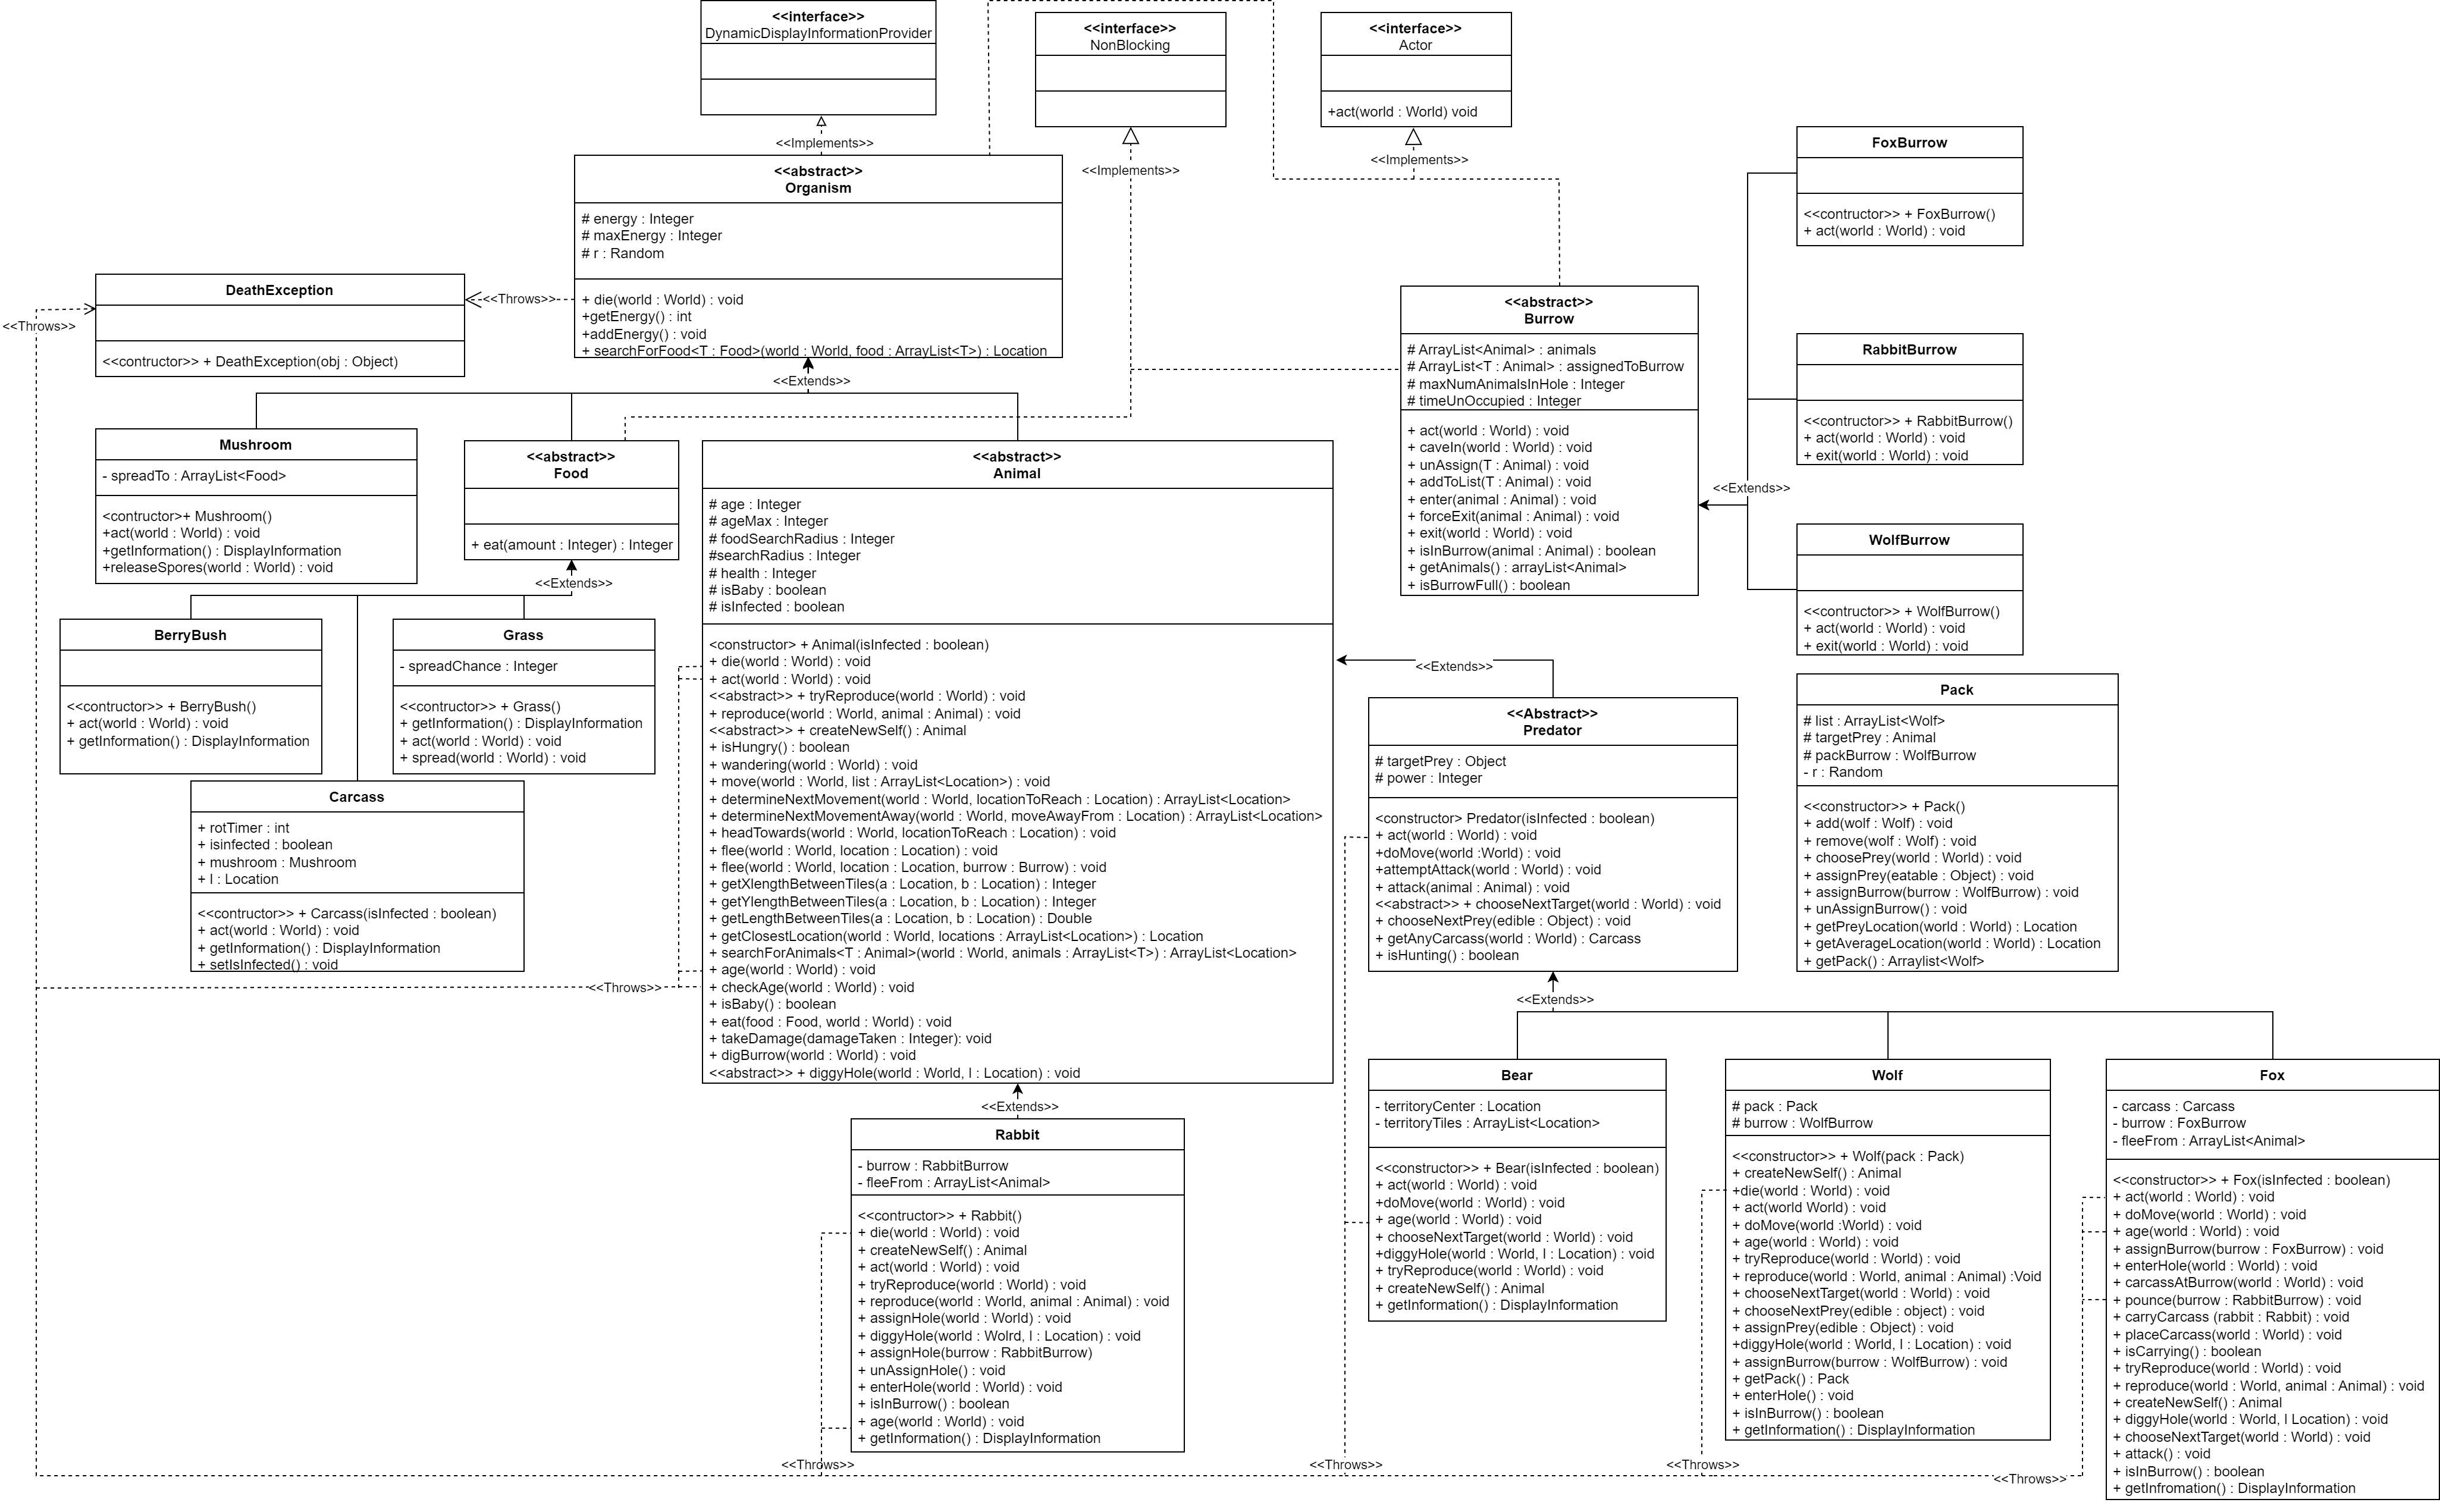 <<interface>>
DynamicDisplayInformationProvider
<<interface>>
NonBlocking
<<interface>>
Actor
+act(world : World) void
<<Implements>>
<<Implements>>
<<Implements>>
<<abstract>>
Organism
# energy : Integer
# maxEnergy : Integer
# r : Random
+ die(world : World) : void
+getEnergy() : int
+addEnergy() : void
+ searchForFood<T : Food>(world : World, food : ArrayList<T>) : Location
FoxBurrow
<<contructor>> + FoxBurrow()
+ act(world : World) : void
DeathException
<<contructor>> + DeathException(obj : Object)
<<Throws>>
<<Throws>>
<<Extends>>
<<abstract>>
Burrow
# ArrayList<Animal> : animals
# ArrayList<T : Animal> : assignedToBurrow
# maxNumAnimalsInHole : Integer
# timeUnOccupied : Integer
+ act(world : World) : void
+ caveIn(world : World) : void
+ unAssign(T : Animal) : void
+ addToList(T : Animal) : void
+ enter(animal : Animal) : void
+ forceExit(animal : Animal) : void
+ exit(world : World) : void
+ isInBurrow(animal : Animal) : boolean
+ getAnimals() : arrayList<Animal>
+ isBurrowFull() : boolean
RabbitBurrow
<<contructor>> + RabbitBurrow()
+ act(world : World) : void
+ exit(world : World) : void
<<Extends>>
WolfBurrow
<<contructor>> + WolfBurrow()
+ act(world : World) : void
+ exit(world : World) : void
Mushroom
- spreadTo : ArrayList<Food>
<contructor>+ Mushroom()
+act(world : World) : void
+getInformation() : DisplayInformation
+releaseSpores(world : World) : void
<<abstract>>
Food
+ eat(amount : Integer) : Integer
<<Extends>>
<<abstract>>
Animal
# age : Integer
# ageMax : Integer
# foodSearchRadius : Integer
#searchRadius : Integer
# health : Integer
# isBaby : boolean
# isInfected : boolean
<constructor> + Animal(isInfected : boolean)
+ die(world : World) : void
+ act(world : World) : void
<<abstract>> + tryReproduce(world : World) : void
+ reproduce(world : World, animal : Animal) : void
<<abstract>> + createNewSelf() : Animal
+ isHungry() : boolean
+ wandering(world : World) : void
+ move(world : World, list : ArrayList<Location>) : void
+ determineNextMovement(world : World, locationToReach : Location) : ArrayList<Location>
+ determineNextMovementAway(world : World, moveAwayFrom : Location) : ArrayList<Location>
+ headTowards(world : World, locationToReach : Location) : void
+ flee(world : World, location : Location) : void
+ flee(world : World, location : Location, burrow : Burrow) : void
+ getXlengthBetweenTiles(a : Location, b : Location) : Integer
+ getYlengthBetweenTiles(a : Location, b : Location) : Integer
+ getLengthBetweenTiles(a : Location, b : Location) : Double
+ getClosestLocation(world : World, locations : ArrayList<Location>) : Location
+ searchForAnimals<T : Animal>(world : World, animals : ArrayList<T>) : ArrayList<Location>
+ age(world : World) : void
+ checkAge(world : World) : void
+ isBaby() : boolean
+ eat(food : Food, world : World) : void
+ takeDamage(damageTaken : Integer): void
+ digBurrow(world : World) : void
<<abstract>> + diggyHole(world : World, l : Location) : void
BerryBush
<<contructor>> + BerryBush()
+ act(world : World) : void
+ getInformation() : DisplayInformation
Grass
- spreadChance : Integer
<<contructor>> + Grass()
+ getInformation() : DisplayInformation
+ act(world : World) : void
+ spread(world : World) : void
Carcass
+ rotTimer : int
+ isinfected : boolean
+ mushroom : Mushroom
+ l : Location
<<contructor>> + Carcass(isInfected : boolean)
+ act(world : World) : void
+ getInformation() : DisplayInformation
+ setIsInfected() : void
<<Throws>>
<<Extends>>
<<Abstract>>
Predator
# targetPrey : Object
# power : Integer
<constructor> Predator(isInfected : boolean)
+ act(world : World) : void
+doMove(world :World) : void
+attemptAttack(world : World) : void
+ attack(animal : Animal) : void
<<abstract>> + chooseNextTarget(world : World) : void
+ chooseNextPrey(edible : Object) : void
+ getAnyCarcass(world : World) : Carcass
+ isHunting() : boolean
Pack
# list : ArrayList<Wolf>
# targetPrey : Animal
# packBurrow : WolfBurrow
- r : Random
<<constructor>> + Pack()
+ add(wolf : Wolf) : void
+ remove(wolf : Wolf) : void
+ choosePrey(world : World) : void
+ assignPrey(eatable : Object) : void
+ assignBurrow(burrow : WolfBurrow) : void
+ unAssignBurrow() : void
+ getPreyLocation(world : World) : Location
+ getAverageLocation(world : World) : Location
+ getPack() : Arraylist<Wolf>
<<Extends>>
<<Extends>>
Rabbit
- burrow : RabbitBurrow
- fleeFrom : ArrayList<Animal>
<<contructor>> + Rabbit()
+ die(world : World) : void
+ createNewSelf() : Animal
+ act(world : World) : void
+ tryReproduce(world : World) : void
+ reproduce(world : World, animal : Animal) : void
+ assignHole(world : World) : void
+ diggyHole(world : Wolrd, l : Location) : void
+ assignHole(burrow : RabbitBurrow)
+ unAssignHole() : void
+ enterHole(world : World) : void
+ isInBurrow() : boolean
+ age(world : World) : void
+ getInformation() : DisplayInformation
Bear
- territoryCenter : Location
- territoryTiles : ArrayList<Location>
<<constructor>> + Bear(isInfected : boolean)
+ act(world : World) : void
+doMove(world : World) : void
+ age(world : World) : void
+ chooseNextTarget(world : World) : void
+diggyHole(world : World, l : Location) : void
+ tryReproduce(world : World) : void
+ createNewSelf() : Animal
+ getInformation() : DisplayInformation
Wolf
# pack : Pack
# burrow : WolfBurrow
<<constructor>> + Wolf(pack : Pack)
+ createNewSelf() : Animal
+die(world : World) : void
+ act(world World) : void
+ doMove(world :World) : void
+ age(world : World) : void
+ tryReproduce(world : World) : void
+ reproduce(world : World, animal : Animal) :Void
+ chooseNextTarget(world : World) : void
+ chooseNextPrey(edible : object) : void
+ assignPrey(edible : Object) : void
+diggyHole(world : World, l : Location) : void
+ assignBurrow(burrow : WolfBurrow) : void
+ getPack() : Pack
+ enterHole() : void
+ isInBurrow() : boolean
+ getInformation() : DisplayInformation
Fox
- carcass : Carcass
- burrow : FoxBurrow
- fleeFrom : ArrayList<Animal>
<<constructor>> + Fox(isInfected : boolean)
+ act(world : World) : void
+ doMove(world : World) : void
+ age(world : World) : void
+ assignBurrow(burrow : FoxBurrow) : void
+ enterHole(world : World) : void
+ carcassAtBurrow(world : World) : void
+ pounce(burrow : RabbitBurrow) : void
+ carryCarcass (rabbit : Rabbit) : void
+ placeCarcass(world : World) : void
+ isCarrying() : boolean
+ tryReproduce(world : World) : void
+ reproduce(world : World, animal : Animal) : void
+ createNewSelf() : Animal
+ diggyHole(world : World, l Location) : void
+ chooseNextTarget(world : World) : void
+ attack() : void
+ isInBurrow() : boolean
+ getInfromation() : DisplayInformation
<<Throws>>
<<Throws>>
<<Throws>>
<<Throws>>